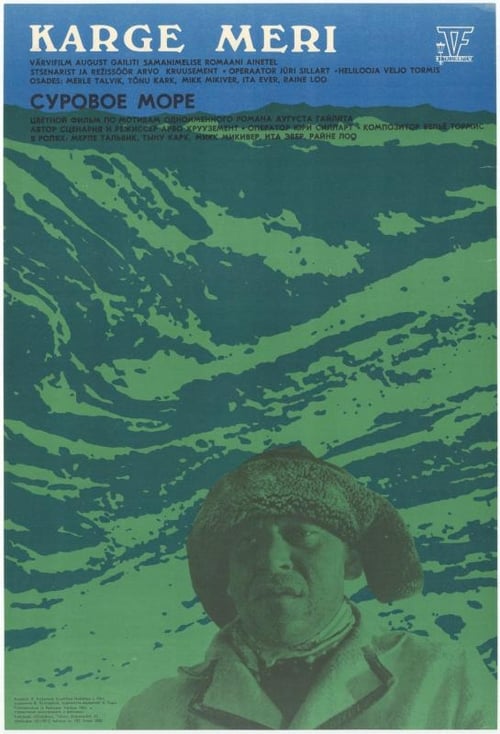 KARGE MERI
VÄRVIFILM AUGUST GAILITI SAMANIMELISE ROMAANI AINETEL
STSENARIST JA REŽISSÖÖR ARVO KRUUSEMENT • OPERAATOR JÜRI SILLART • HELILOOJA VELJO TORMIS
OSADES: MERLE TALVIK, TÕNU KARK, MIKK MIKIVER, ITA EVER, RAINE LOO
СУРОВОЕ МОРЕ
ЦВЕТНОЙ ФИЛЬМ ПО МОТИВАМ ОДНОИМЕННОГО РОМАНА АУГУСТА ГАЙЛИТА
АВТОР СЦЕНАРИЯ И РЕЖИССЕР АРВО КРУУЗЕМЕНТ • ОПЕРАТОР ЮРИ СИЛЛАРТ • КОМПОЗИТОР ВЕЛЬЕ ТОРМИС
В РОЛЯХ: МЕРЛЕ ТАЛЬВИК, ТЫНУ КАРК, МИКК МИКИВЕР, ИТА ЭВЕР, РАЙНЕ ЛОО